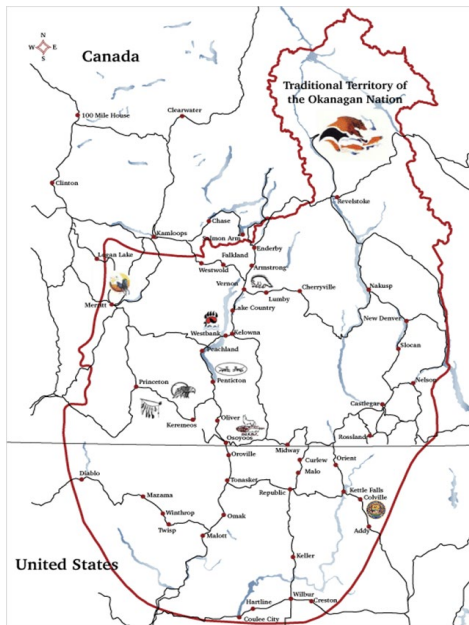 N
W E
S
Canada
Traditional Territory of
the Okanagan Nation
100 Mile House
Clearwater
Clinton
Revelstoke
Chase
Kamloops
Salmon Arm
Enderby
Logan Lake
Falkland
Westwold
Armstrong
Vernon
Lumby
Cherryville
Nakusp
Merritt
Lake Country
New Denver
Westbank
Kelowna
Peachland
Slocan
Princeton
Penticton
Nelson
Castlegar
Keremeos
Oliver
Osoyoos
Rossland
Midway
Oroville
Curlew
Orient
Malo
Diablo
Tonasket
Republic
Kettle Falls
Colville
Mazama
Winthrop
Omak
Twisp
Addy
Malott
Keller
United States
Wilbur
Hartline
Creston
Coulee City